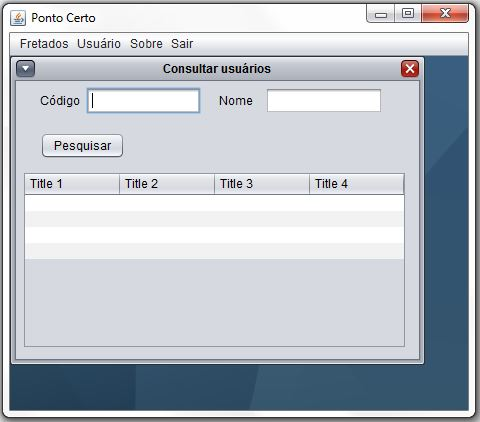 Ponto Certo
Fretados Usuário Sobre Sair
Consultar usuários
Código Nome
Pesquisar
Title 1 Title 2 Title 3 Title 4